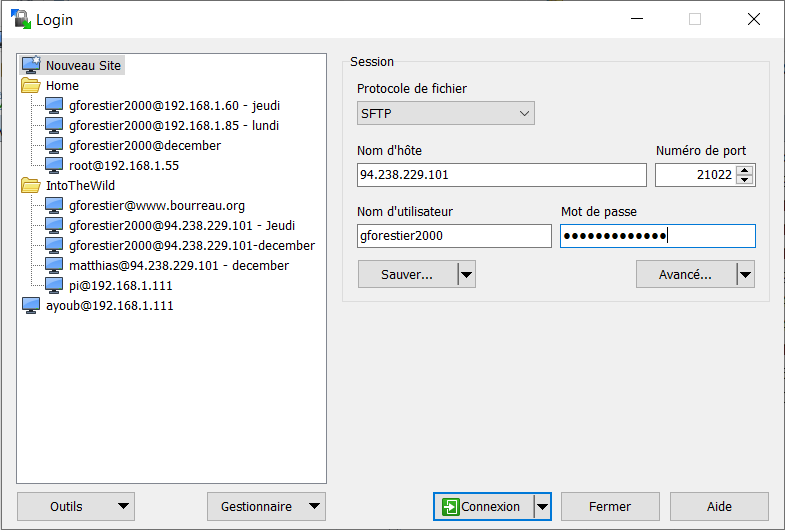 Login
Nouveau Site
Home
gforestier2000@192.168.1.60 - jeudi
gforestier2000@192.168.1.85 - lundi
gforestier2000@december
root@192.168.1.55
IntoTheWild
gforestier@www.bourreau.org
gforestier2000@94.238.229.101 - Jeudi
gforestier2000@94.238.229.101-december
matthias@94.238.229.101 - december
pi@192.168.1.111
ayoub@192.168.1.111
Session
Protocole de fichier
SFTP
Nom d'hôte
Numéro de port
94.238.229.101
21022
Nom d'utilisateur
Mot de passe
gforestier2000
●●●●●●●●●●●●●
Sauver...
Avancé...
Outils
Gestionnaire
Connexion
Fermer
Aide